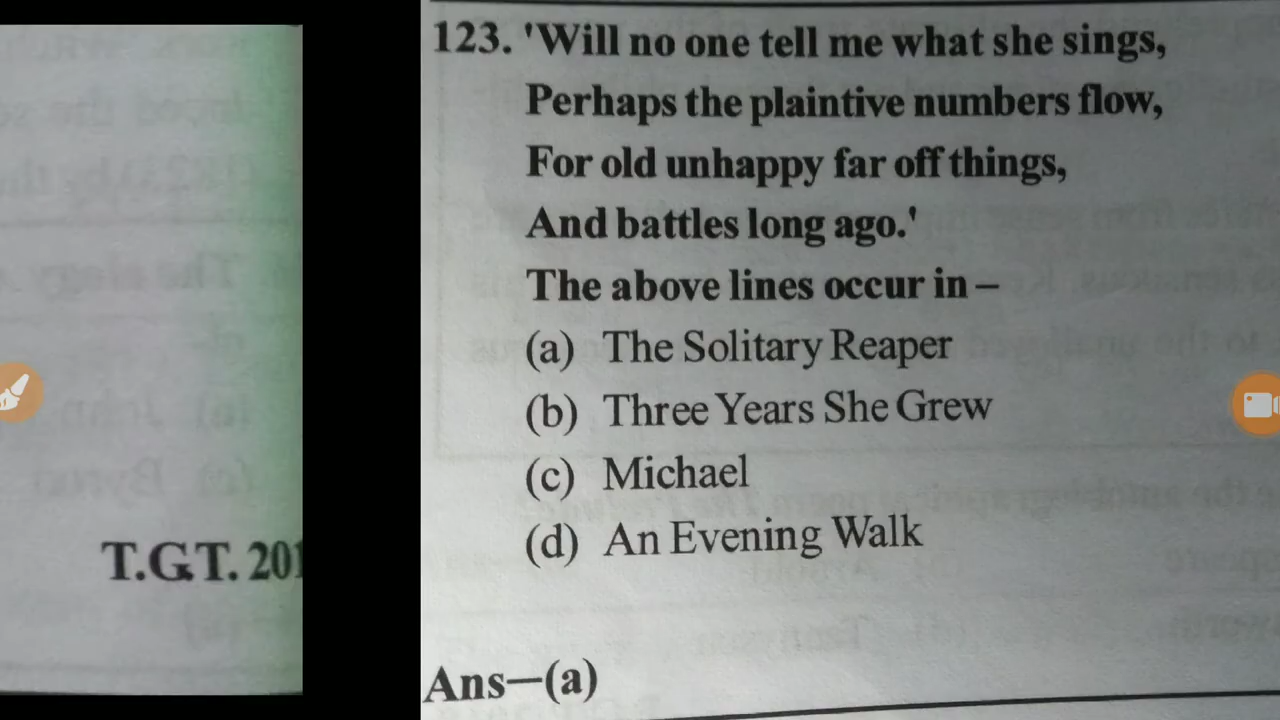 123. 'Will no one tell me what she sings,
Perhaps the plaintive numbers flow,
For old unhappy far off things,
And battles long ago.'
The above lines occur in –
(a) The Solitary Reaper
(b) Three Years She Grew
(c) Michael
(d) An Evening Walk
T.G.T. 201
Ans–(a)